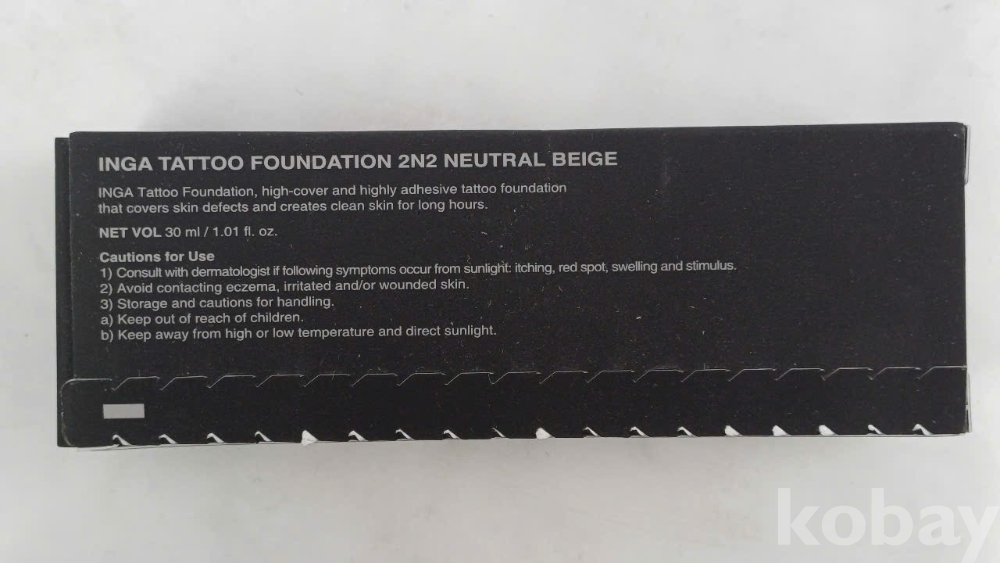 INGA TATTOO FOUNDATION 2N2 NEUTRAL BEIGE
INGA Tattoo Foundation, high-cover and highly adhesive tattoo foundation
that covers skin defects and creates clean skin for long hours.
NET VOL 30 ml / 1.01 fl. oz.
Cautions for Use
1) Consult with dermatologist if following symptoms occur from sunlight: itching, red spot, swelling and stimulus.
2) Avoid contacting eczema, irritated and/or wounded skin.
3) Storage and cautions for handling.
a) Keep out of reach of children.
b) Keep away from high or low temperature and direct sunlight.
kobay